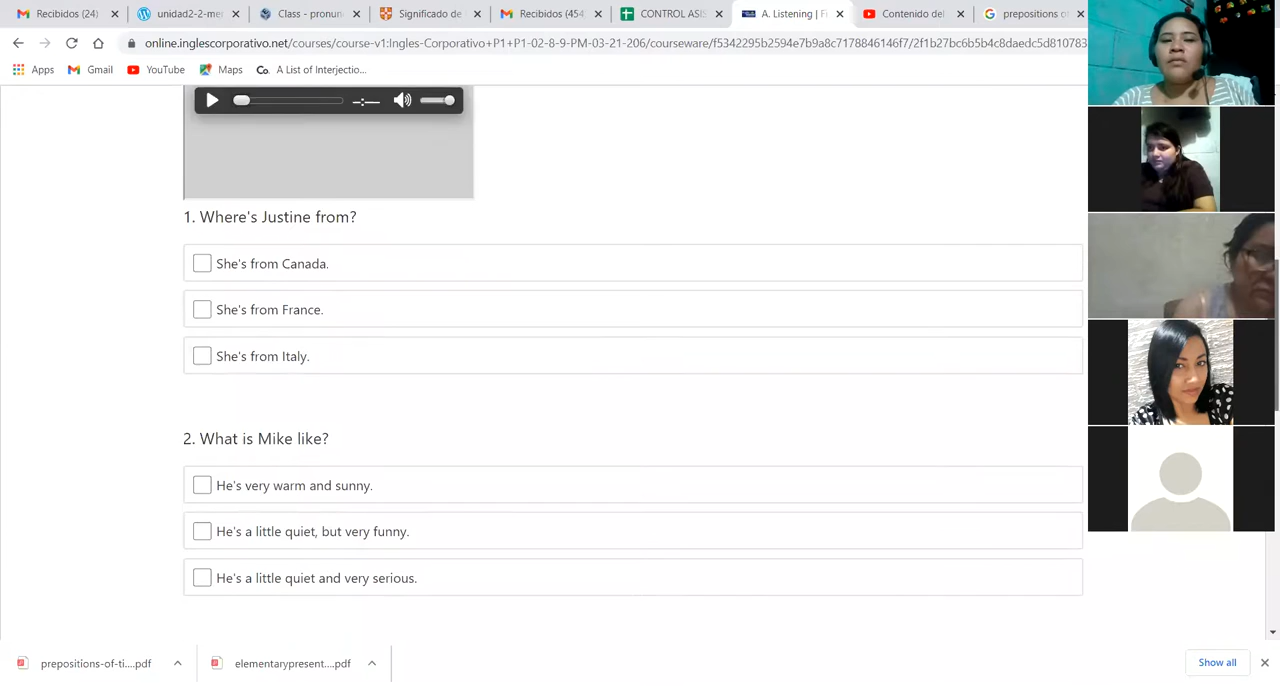 Recibidos (24)
unidad2-2-me
Class - pronun
Significado de
Recibidos (454
CONTROL ASIS
A. Listening | Fi
Contenido del
prepositions o
online.inglescorporativo.net/courses/course-v1:Ingles-Corporativo+P1+P1-02-8-9-PM-03-21-206/courseware/f5342295b2594e7b9a8c7178846146f7/2f1b27bc6b5b4c8daedc5d810783
Apps
Gmail
YouTube
Maps
Co.
A List of Interjectio...
-:--
1. Where's Justine from?
She's from Canada.
She's from France.
She's from Italy.
2. What is Mike like?
He's very warm and sunny.
He's a little quiet, but very funny.
He's a little quiet and very serious.
prepositions-of-ti....pdf
elementarypresent....pdf
Show all